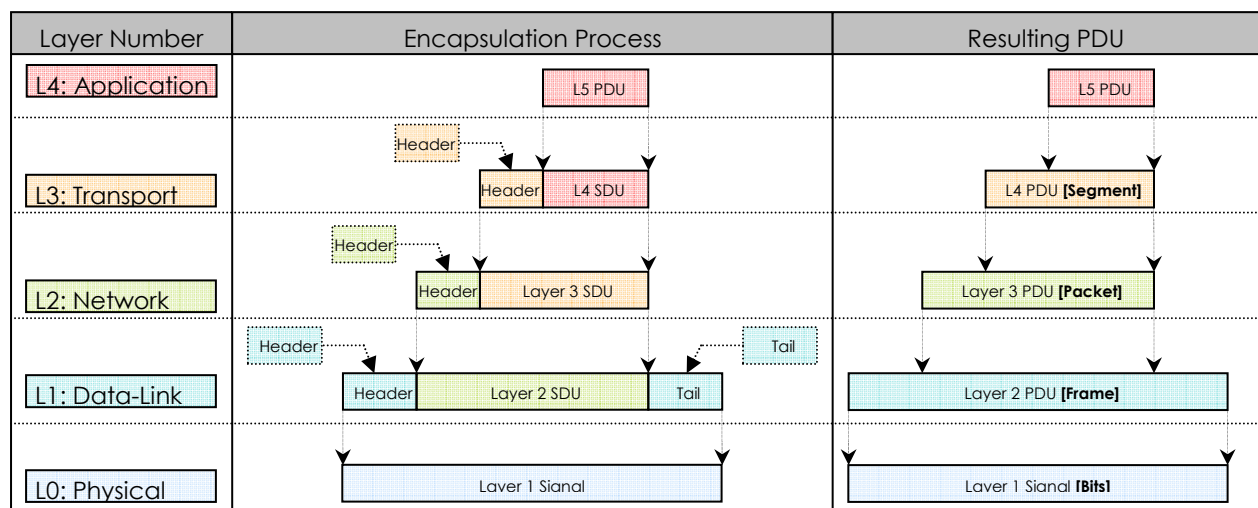 Layer Number
Encapsulation Process
Resulting PDU
L4: Application
L5 PDU
L5 PDU
Header
L3: Transport
Header
L4 SDU
L4 PDU [Segment]
Header
L2: Network
Header
Layer 3 SDU
Layer 3 PDU [Packet]
Header
Tail
L1: Data-Link
Header
Layer 2 SDU
Tail
Layer 2 PDU [Frame]
L0: Physical
Layer 1 Signal
Layer 1 Signal [Bits]